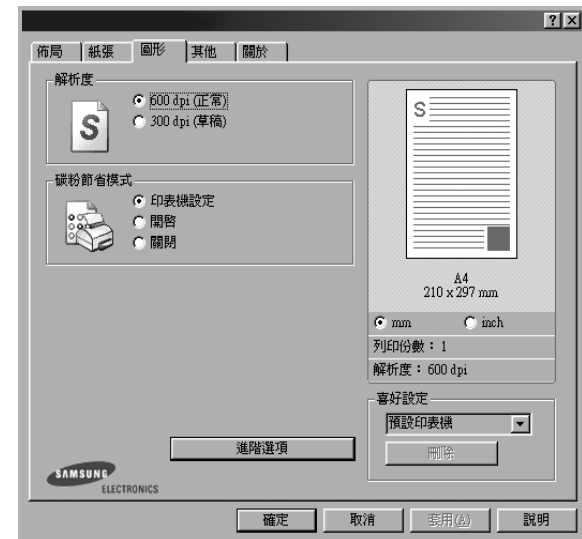 佈局 紙張 圖形 其他 關於
解析度
600 dpi (正常)
300 dpi (草稿)
S
碳粉節省模式
印表機設定
開啓
關閉
S
A4
210 x 297 mm
mm inch
列印份數：1
解析度：600 dpi
喜好設定
預設印表機
刪除
進階選項
SAMSUNG
ELECTRONICS
確定 取消 套用(A) 說明